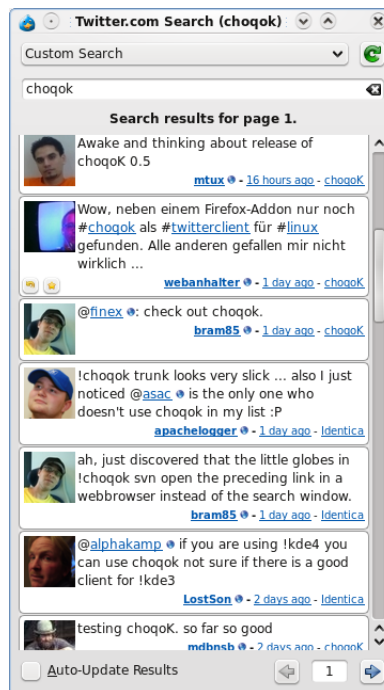 Twitter.com Search (choqok)
Custom Search
choqok
Search results for page 1.
Awake and thinking about release of
choqoK 0.5
mtux - 16 hours ago - choqoK
Wow, neben einem Firefox-Addon nur noch
#choqok als #twitterclient für #linux
gefunden. Alle anderen gefallen mir nicht
wirklich ...
webanhalter - 1 day ago - choqoK
@finex : check out choqok.
bram85 - 1 day ago - choqoK
!choqok trunk looks very slick ... also I just
noticed @asac is the only one who
doesn't use choqok in my list :P
apachelogger - 1 day ago - Identica
ah, just discovered that the little globes in
!choqok svn open the preceding link in a
webbrowser instead of the search window.
bram85 - 1 day ago - Identica
@alphakamp if you are using !kde4 you
can use choqok not sure if there is a good
client for !kde3
LostSon - 2 days ago - Identica
testing choqoK. so far so good
mdbnsb - 2 days ago - choqoK
Auto-Update Results
1